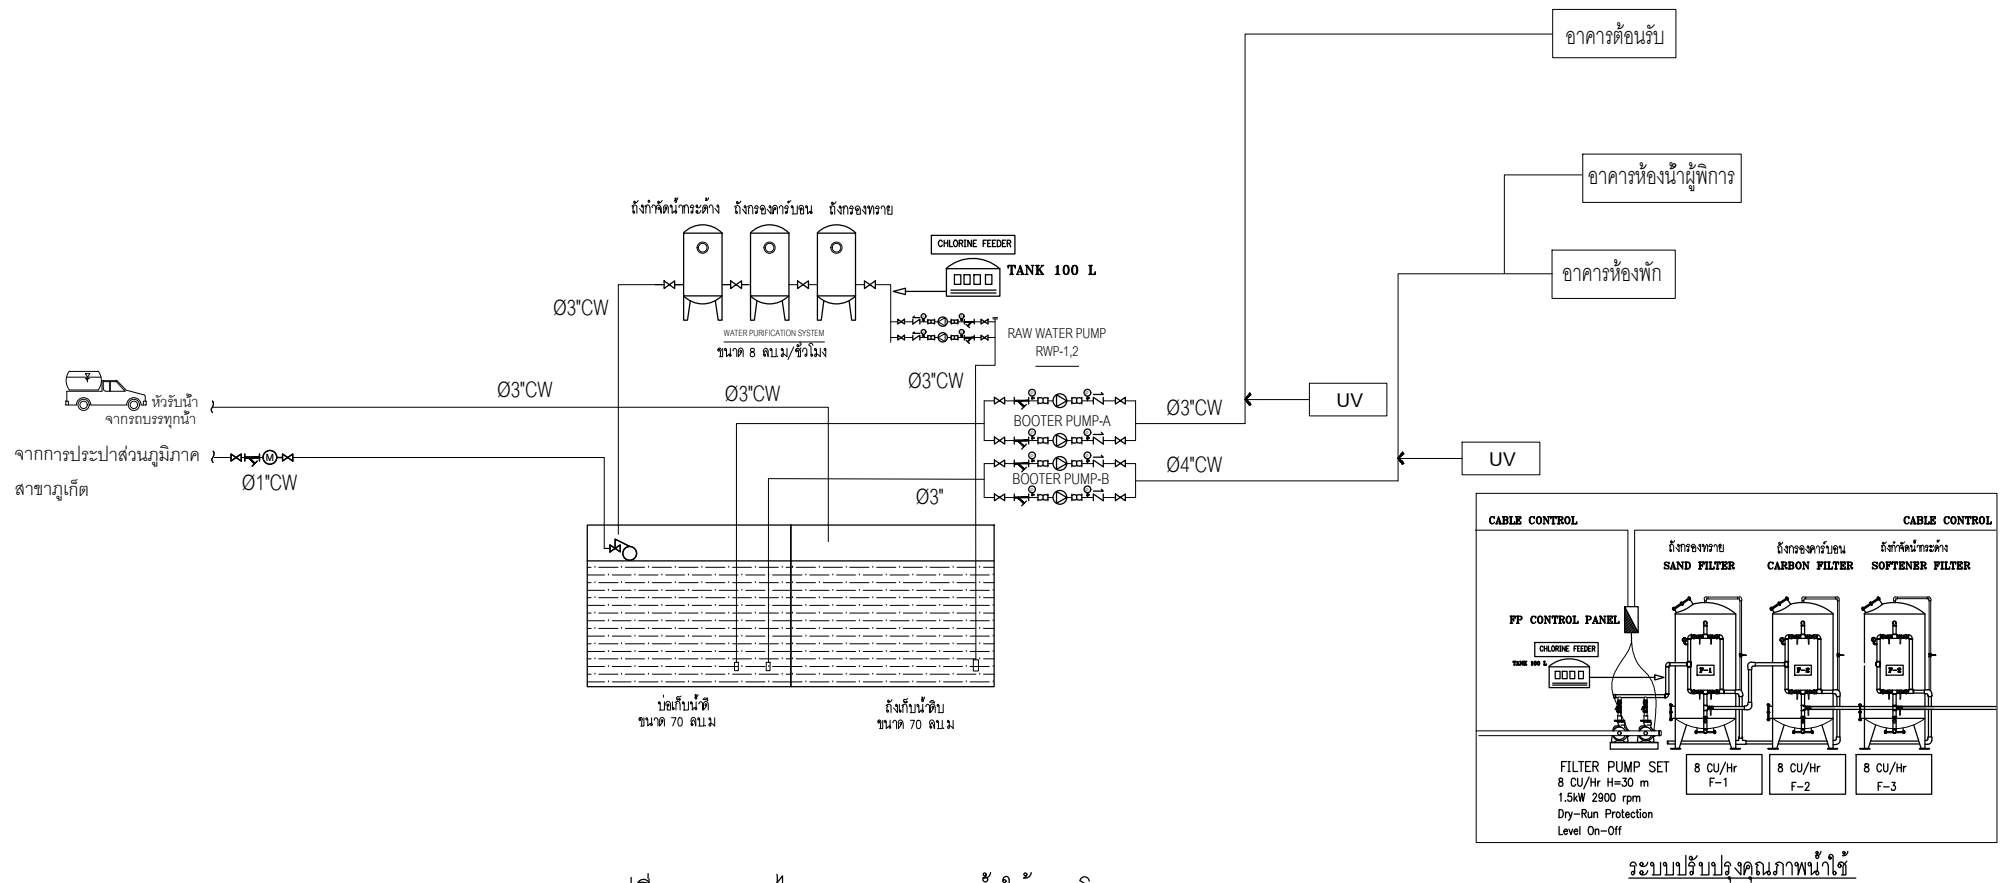 อาคารต้อนรับ
อาคารห้องน้ำผู้พิการ
อาคารห้องพัก
ถังกำจัดน้ำกระด้าง
ถังกรองคาร์บอน
ถังกรองทราย
CHLORINE FEEDER
TANK 100 L
Ø3"CW
WATER PURIFICATION SYSTEM
ขนาด 8 ลบ.ม/ชั่วโมง
RAW WATER PUMP
RWP-1,2
หัวรับน้ำ
จากรถบรรทุกน้ำ
Ø3"CW
Ø3"CW
Ø3"CW
BOOTER PUMP-A
Ø3"CW
UV
จากการประปาส่วนภูมิภาค
สาขาภูเก็ต
M
Ø1"CW
BOOTER PUMP-B
Ø4"CW
UV
Ø3"
บ่อเก็บน้ำดี
ขนาด 70 ลบ.ม
ถังเก็บน้ำดิบ
ขนาด 70 ลบ.ม
CABLE CONTROL
CABLE CONTROL
ถังกรองทราย
SAND FILTER
ถังกรองคาร์บอน
CARBON FILTER
ถังกำจัดน้ำกระด้าง
SOFTENER FILTER
FP CONTROL PANEL
CHLORINE FEEDER
TANK 100 L
F-1
F-2
F-2
FILTER PUMP SET
8 CU/Hr H=30 m
1.5kW 2900 rpm
Dry-Run Protection
Level On-Off
8 CU/Hr
F-1
8 CU/Hr
F-2
8 CU/Hr
F-3
ระบบปรับปรุงคุณภาพน้ำใช้